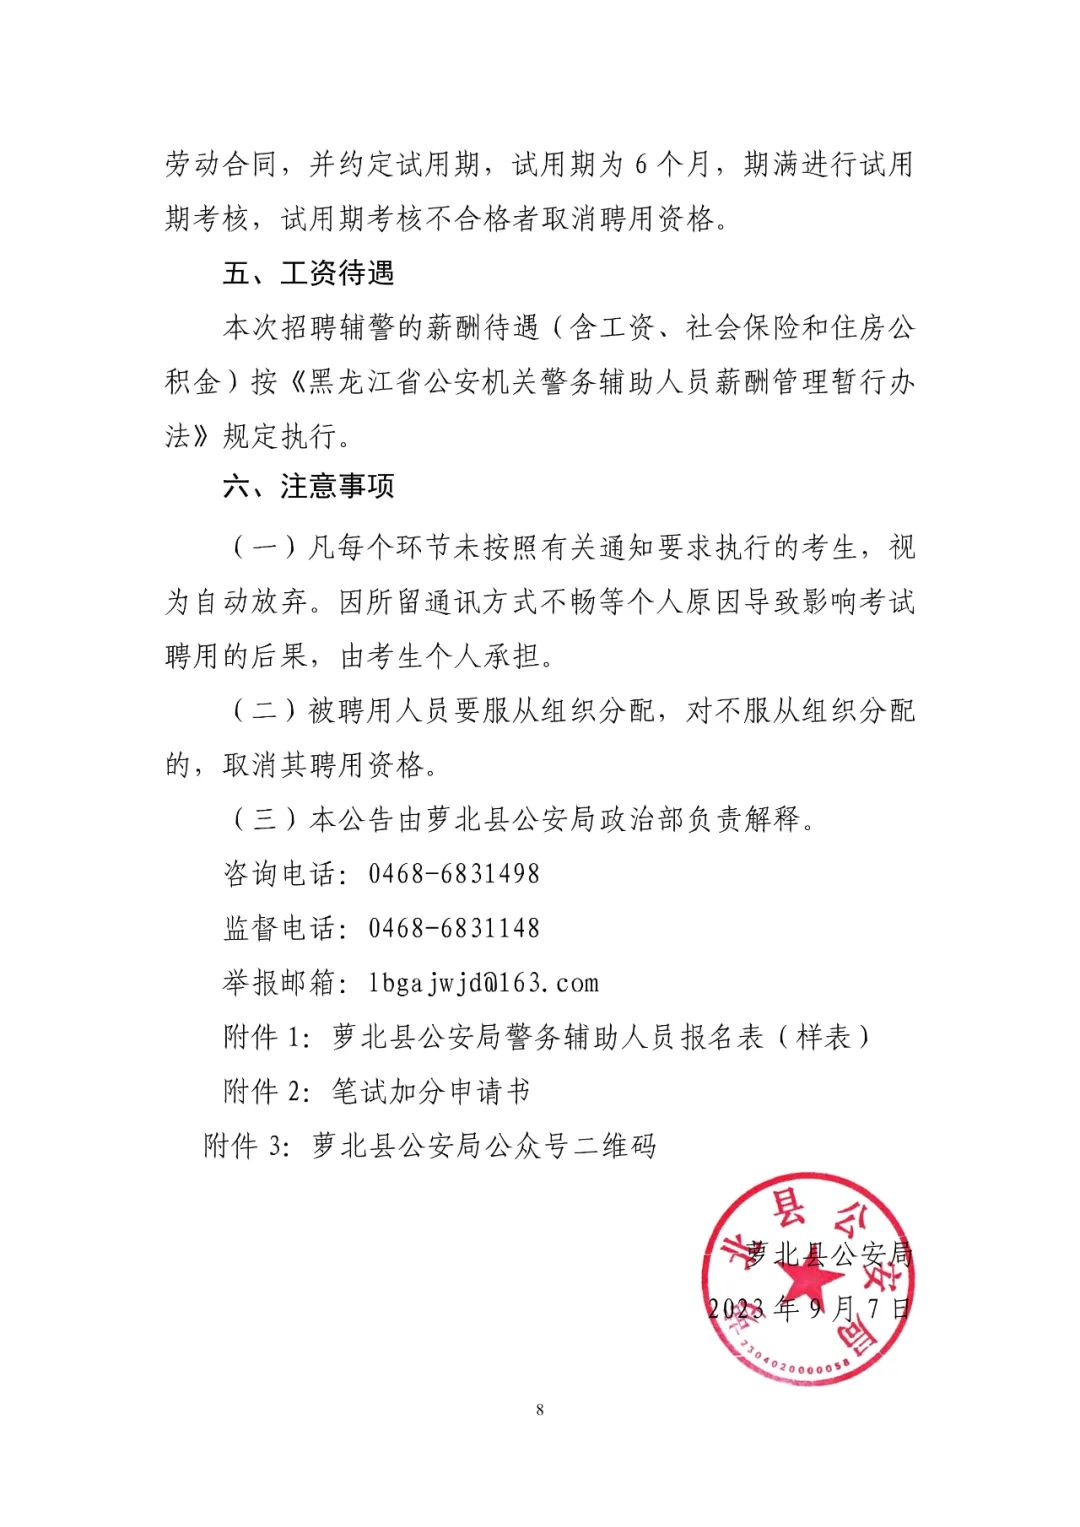 劳动合同，并约定试用期，试用期为 6 个月，期满进行试用
期考核，试用期考核不合格者取消聘用资格。
五、工资待遇
本次招聘辅警的薪酬待遇（含工资、社会保险和住房公
积金）按《黑龙江省公安机关警务辅助人员薪酬管理暂行办
法》规定执行。
六、注意事项
（一）凡每个环节未按照有关通知要求执行的考生，视
为自动放弃。因所留通讯方式不畅等个人原因导致影响考试
聘用的后果，由考生个人承担。
（二）被聘用人员要服从组织分配，对不服从组织分配
的，取消其聘用资格。
（三）本公告由萝北县公安局政治部负责解释。
咨询电话：0468-6831498
监督电话：0468-6831148
举报邮箱：lbgajwjd@163.com
附件 1：萝北县公安局警务辅助人员报名表（样表）
附件 2：笔试加分申请书
附件 3：萝北县公安局公众号二维码
萝北县公安局
2023 年 9 月 7 日
萝北县公安局
2304020000058
8